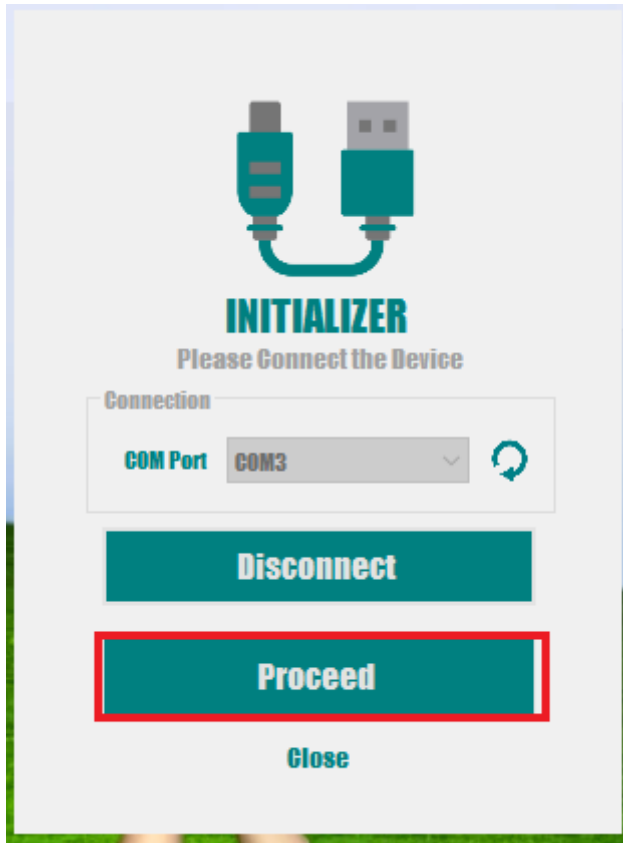 INITIALIZER
Please Connect the Device
Connection
COM Port COM3
Disconnect
Proceed
Close